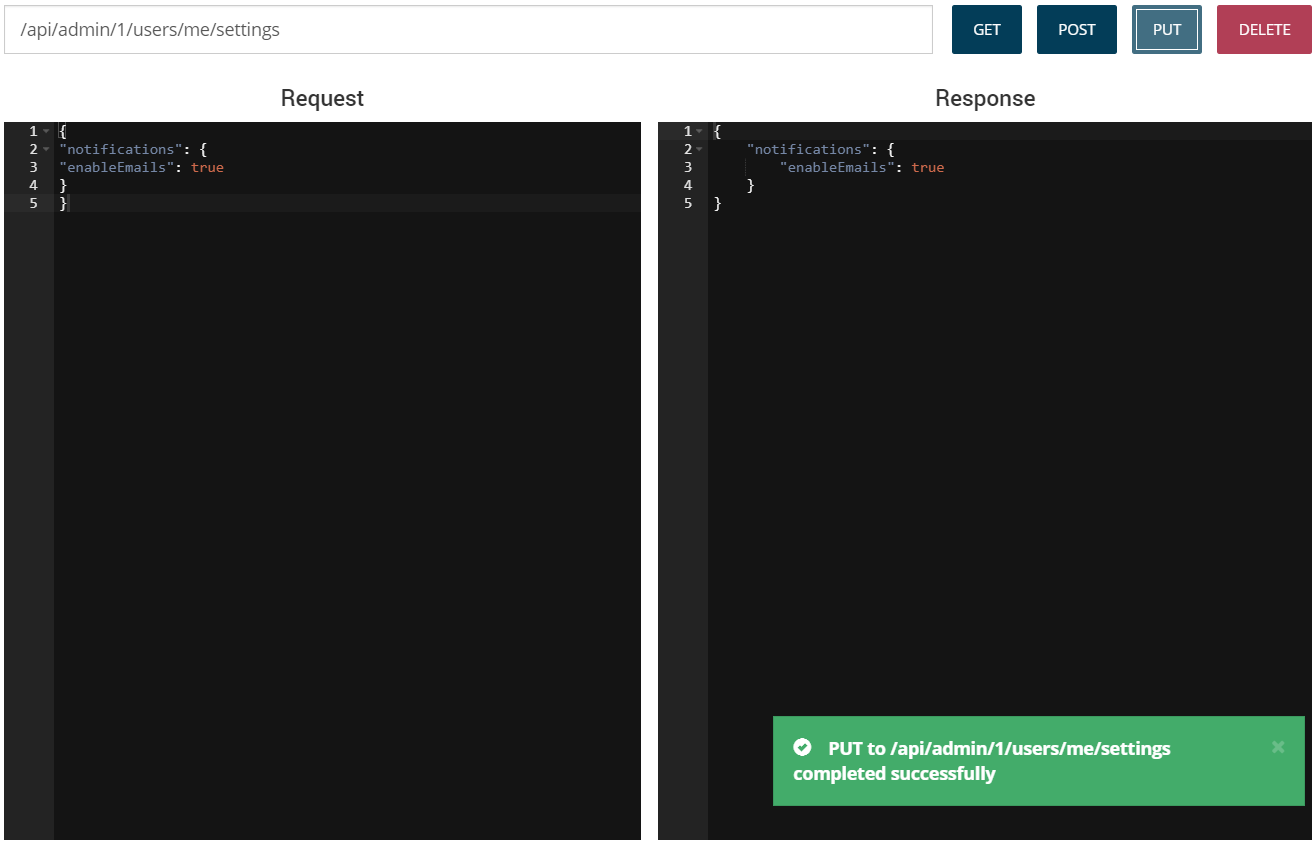 /api/admin/1/users/me/settings GET POST PUT DELETE
Request
1 {
2 "notifications": {
3 "enableEmails": true
4 }
5 }
Response
1 {
2 "notifications": {
3 "enableEmails": true
4 }
5 }
PUT to /api/admin/1/users/me/settings
completed successfully